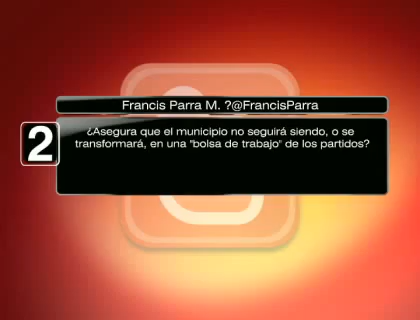 Francis Parra M. ?@FrancisParra
2
¿Asegura que el municipio no seguirá siendo, o se
transformará, en una "bolsa de trabajo" de los partidos?